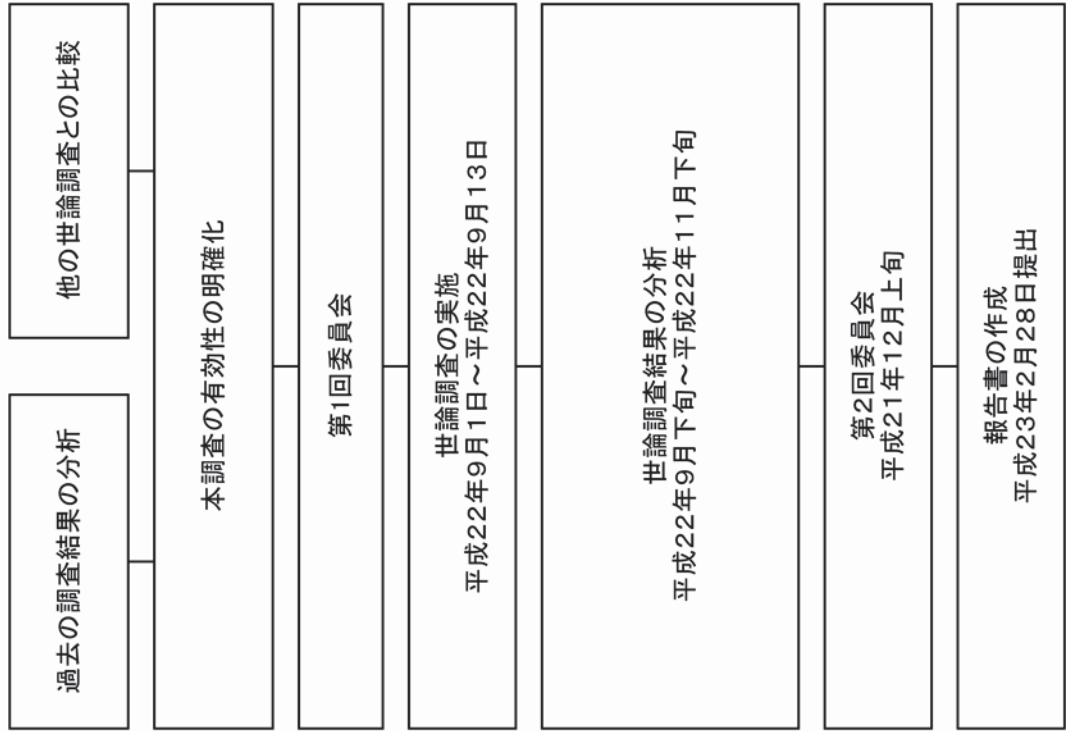 過去の調査結果の分析
他の世論調査との比較
本調査の有効性の明確化
第1回委員会
世論調査の実施
平成22年9月1日～平成22年9月13日
世論調査結果の分析
平成22年9月下旬～平成22年11月下旬
第2回委員会
平成21年12月上旬
報告書の作成
平成23年2月28日提出